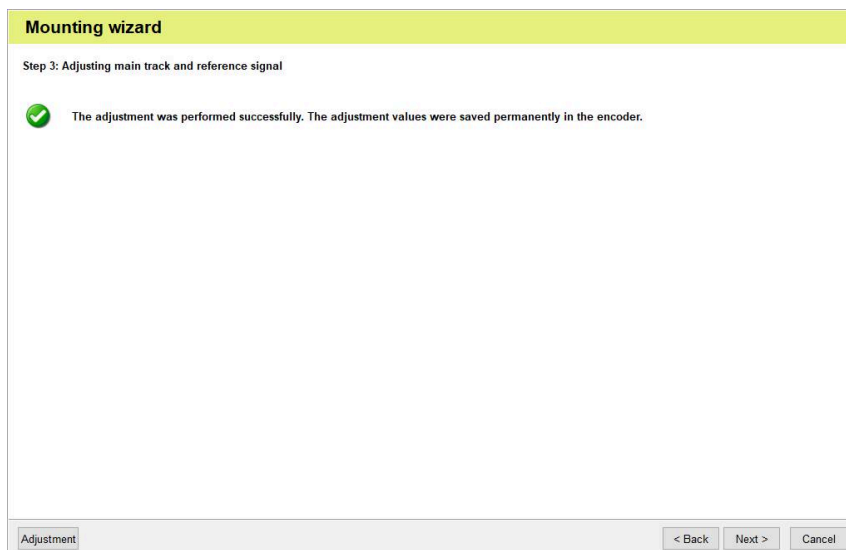 Mounting wizard
Step 3: Adjusting main track and reference signal
The adjustment was performed successfully. The adjustment values were saved permanently in the encoder.
Adjustment
< Back
Next >
Cancel